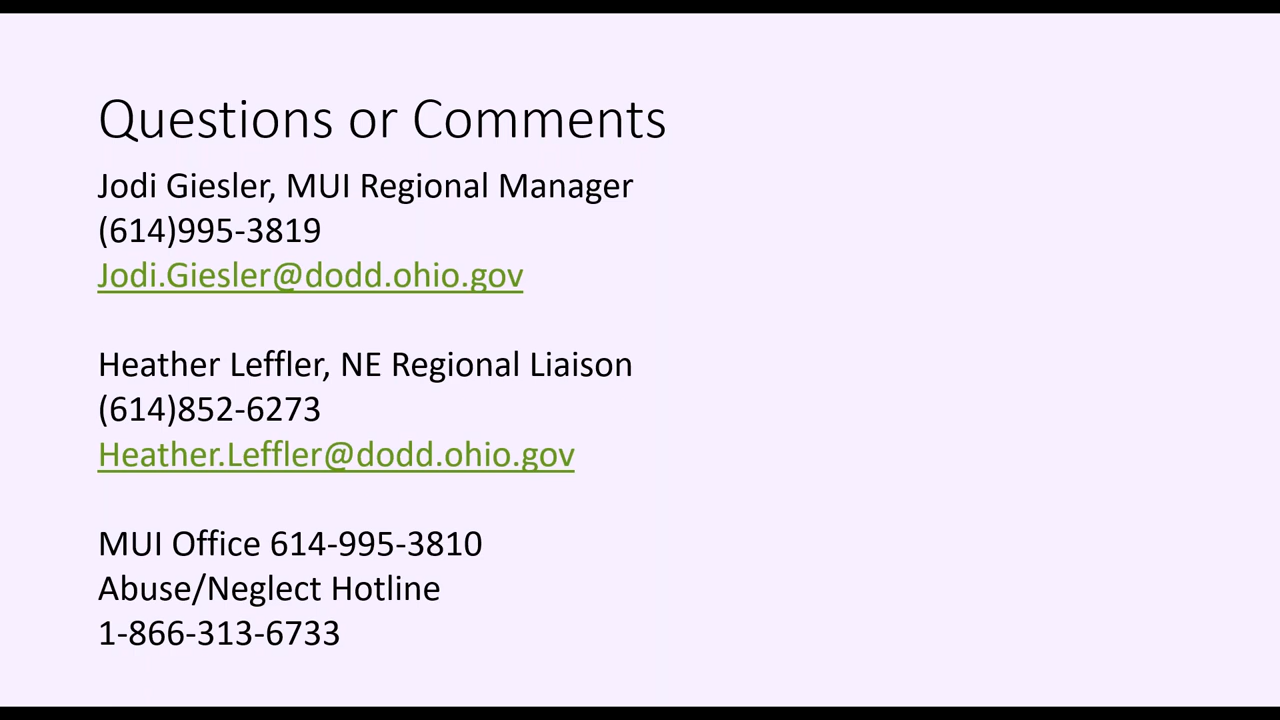 Questions or Comments
Jodi Giesler, MUI Regional Manager
(614)995-3819
Jodi.Giesler@dodd.ohio.gov
Heather Leffler, NE Regional Liaison
(614)852-6273
Heather.Leffler@dodd.ohio.gov
MUI Office 614-995-3810
Abuse/Neglect Hotline
1-866-313-6733